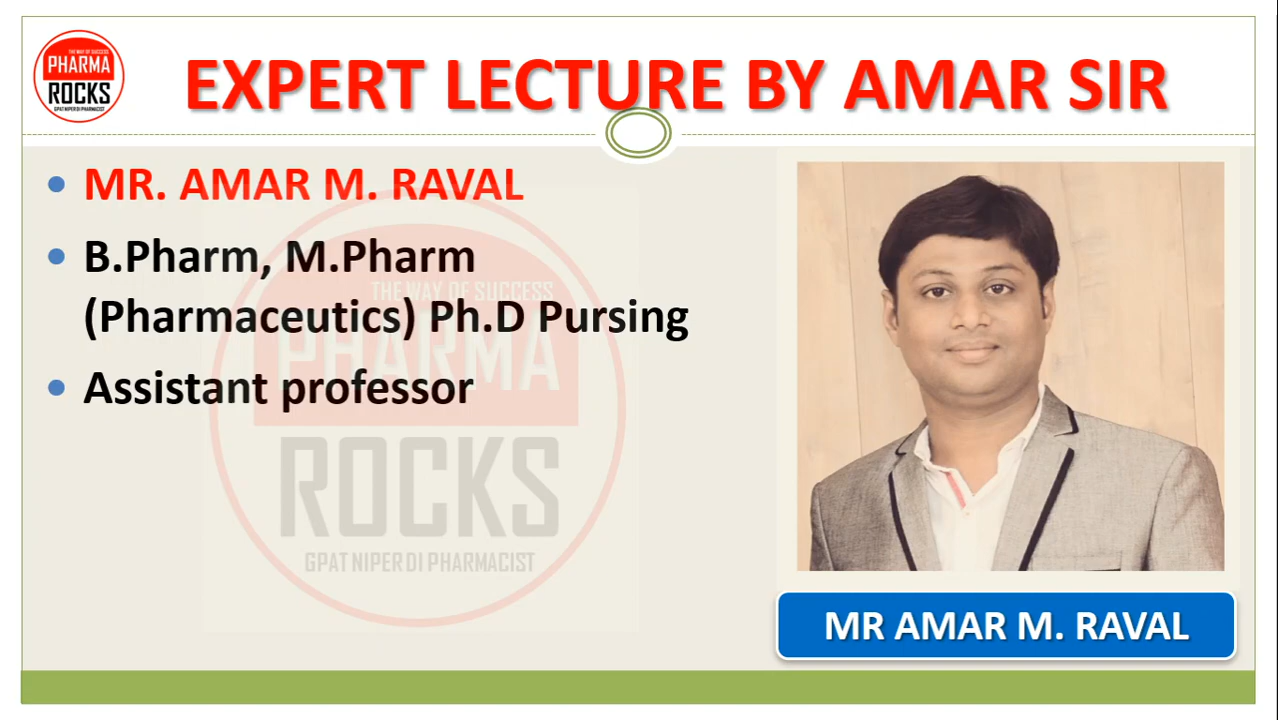 THE WAY OF SUCCESS
PHARMA
ROCKS
GPAT NIPER DI PHARMACIST
EXPERT LECTURE BY AMAR SIR
MR. AMAR M. RAVAL
B.Pharm, M.Pharm
(Pharmaceutics) Ph.D Pursing
Assistant professor
THE WAY OF SUCCESS
PHARMA
ROCKS
GPAT NIPER DI PHARMACIST
MR AMAR M. RAVAL